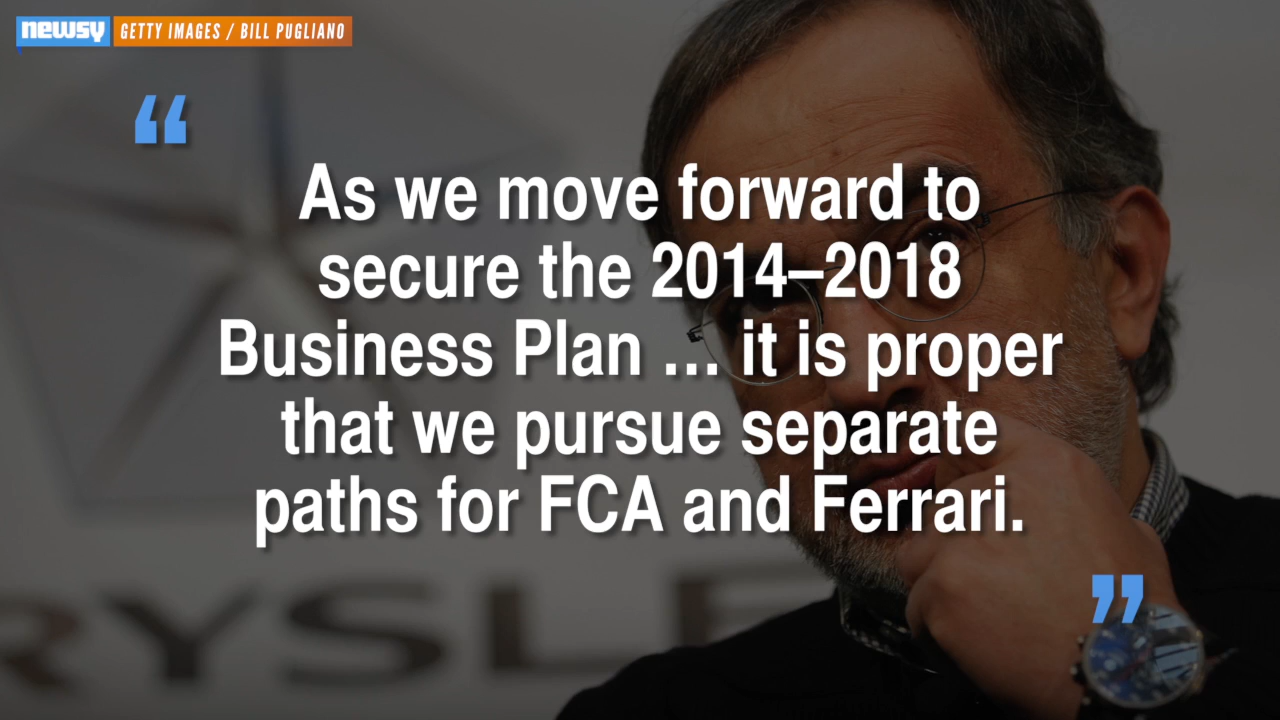 newsy GETTY IMAGES / BILL PUGLIANO
“
As we move forward to
secure the 2014–2018
Business Plan ... it is proper
that we pursue separate
paths for FCA and Ferrari.
”
RYSLE